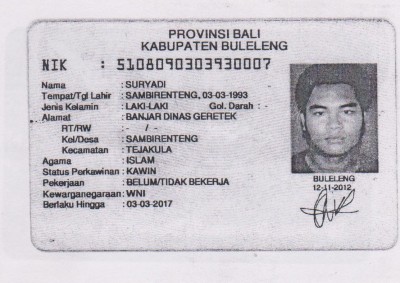 PROVINSI BALI
KABUPATEN BULELENG
NIK : 5108090303930007
Nama : SURYADI
Tempat/Tgl Lahir : SAMBIRENTENG, 03-03-1993
Jenis Kelamin : LAKI-LAKI Gol. Darah : -
Alamat : BANJAR DINAS GERETEK
RT/RW : - / -
Kel/Desa : SAMBIRENTENG
Kecamatan : TEJAKULA
Agama : ISLAM
Status Perkawinan : KAWIN
Pekerjaan : BELUM/TIDAK BEKERJA
Kewarganegaraan : WNI
Berlaku Hingga : 03-03-2017
BULELENG
12-11-2012